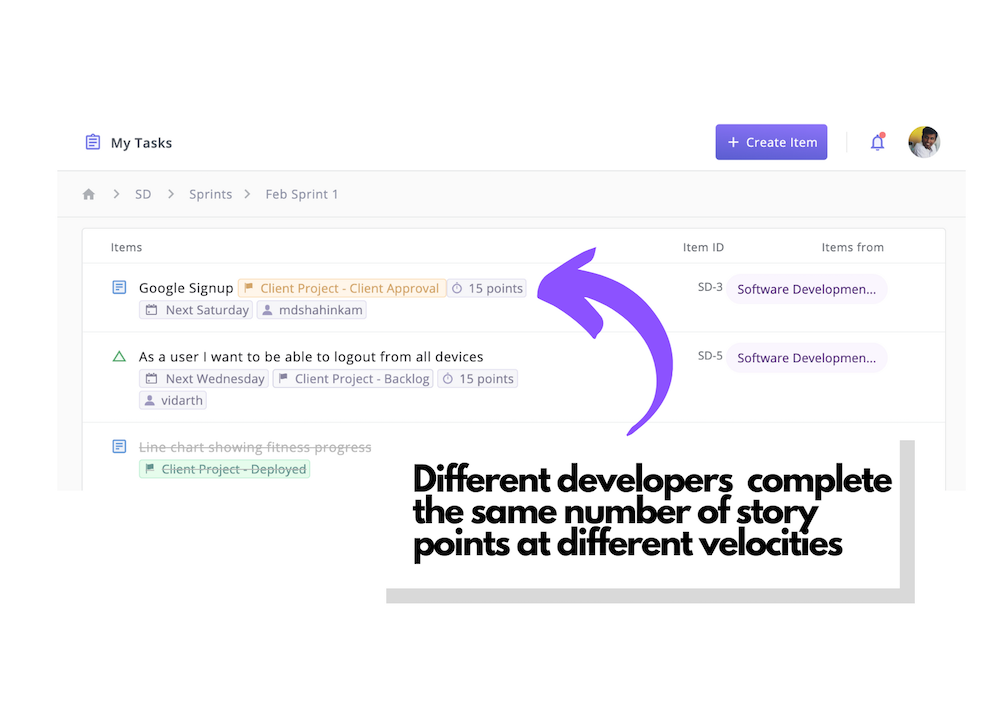 My Tasks
+ Create Item
SD
Sprints
Feb Sprint 1
Items
Item ID
Items from
Google Signup
Client Project - Client Approval
15 points
SD-3
Software Developmen...
Next Saturday
mdshahinkam
As a user I want to be able to logout from all devices
SD-5
Software Developmen...
Next Wednesday
Client Project - Backlog
15 points
vidarth
Line chart showing fitness progress
Client Project - Deployed
Different developers complete
the same number of story
points at different velocities